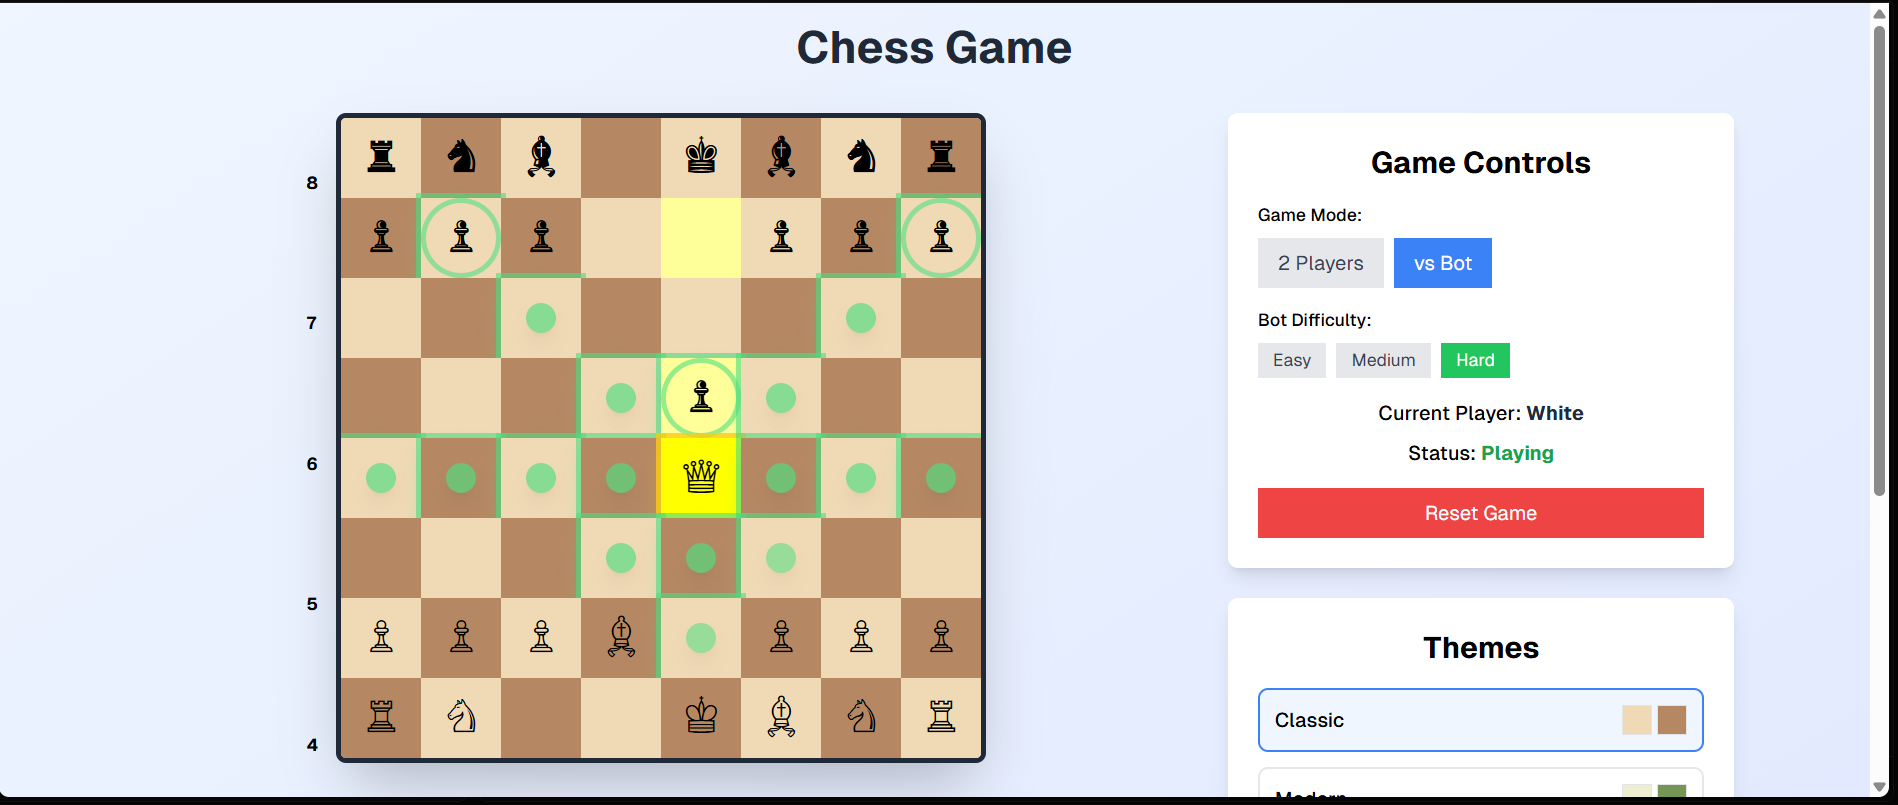 Chess Game
8
7
6
5
4
Game Controls
Game Mode:
2 Players
vs Bot
Bot Difficulty:
Easy
Medium
Hard
Current Player: White
Status: Playing
Reset Game
Themes
Classic
Modern